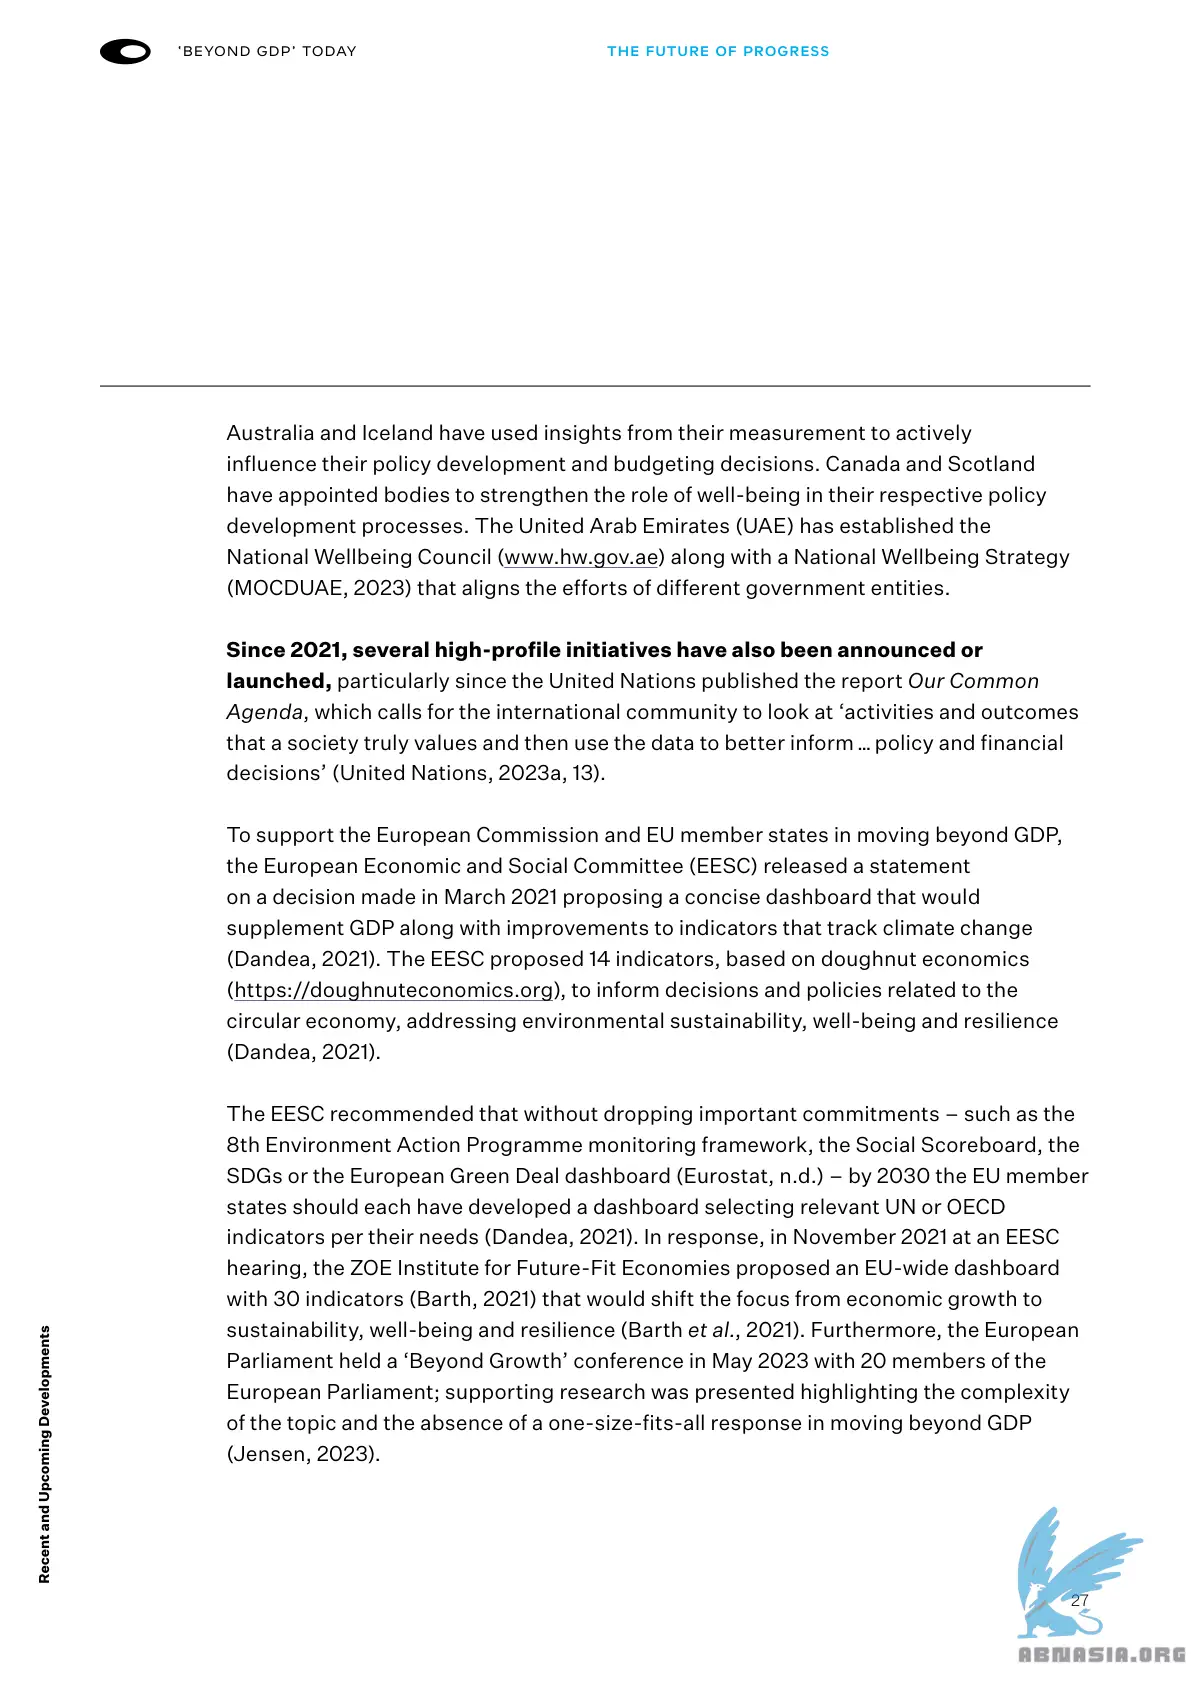 'BEYOND GDP' TODAY
THE FUTURE OF PROGRESS
Australia and Iceland have used insights from their measurement to actively
influence their policy development and budgeting decisions. Canada and Scotland
have appointed bodies to strengthen the role of well-being in their respective policy
development processes. The United Arab Emirates (UAE) has established the
National Wellbeing Council (www.hw.gov.ae) along with a National Wellbeing Strategy
(MOCDUAE, 2023) that aligns the efforts of different government entities.
Since 2021, several high-profile initiatives have also been announced or
launched, particularly since the United Nations published the report Our Common
Agenda, which calls for the international community to look at ‘activities and outcomes
that a society truly values and then use the data to better inform … policy and financial
decisions’ (United Nations, 2023a, 13).
To support the European Commission and EU member states in moving beyond GDP,
the European Economic and Social Committee (EESC) released a statement
on a decision made in March 2021 proposing a concise dashboard that would
supplement GDP along with improvements to indicators that track climate change
(Dandea, 2021). The EESC proposed 14 indicators, based on doughnut economics
(https://doughnuteconomics.org), to inform decisions and policies related to the
circular economy, addressing environmental sustainability, well-being and resilience
(Dandea, 2021).
The EESC recommended that without dropping important commitments – such as the
8th Environment Action Programme monitoring framework, the Social Scoreboard, the
SDGs or the European Green Deal dashboard (Eurostat, n.d.) – by 2030 the EU member
states should each have developed a dashboard selecting relevant UN or OECD
indicators per their needs (Dandea, 2021). In response, in November 2021 at an EESC
hearing, the ZOE Institute for Future-Fit Economies proposed an EU-wide dashboard
with 30 indicators (Barth, 2021) that would shift the focus from economic growth to
sustainability, well-being and resilience (Barth et al., 2021). Furthermore, the European
Parliament held a ‘Beyond Growth’ conference in May 2023 with 20 members of the
European Parliament; supporting research was presented highlighting the complexity
of the topic and the absence of a one-size-fits-all response in moving beyond GDP
(Jensen, 2023).
Recent and Upcoming Developments
27
ABNASIA.ORG